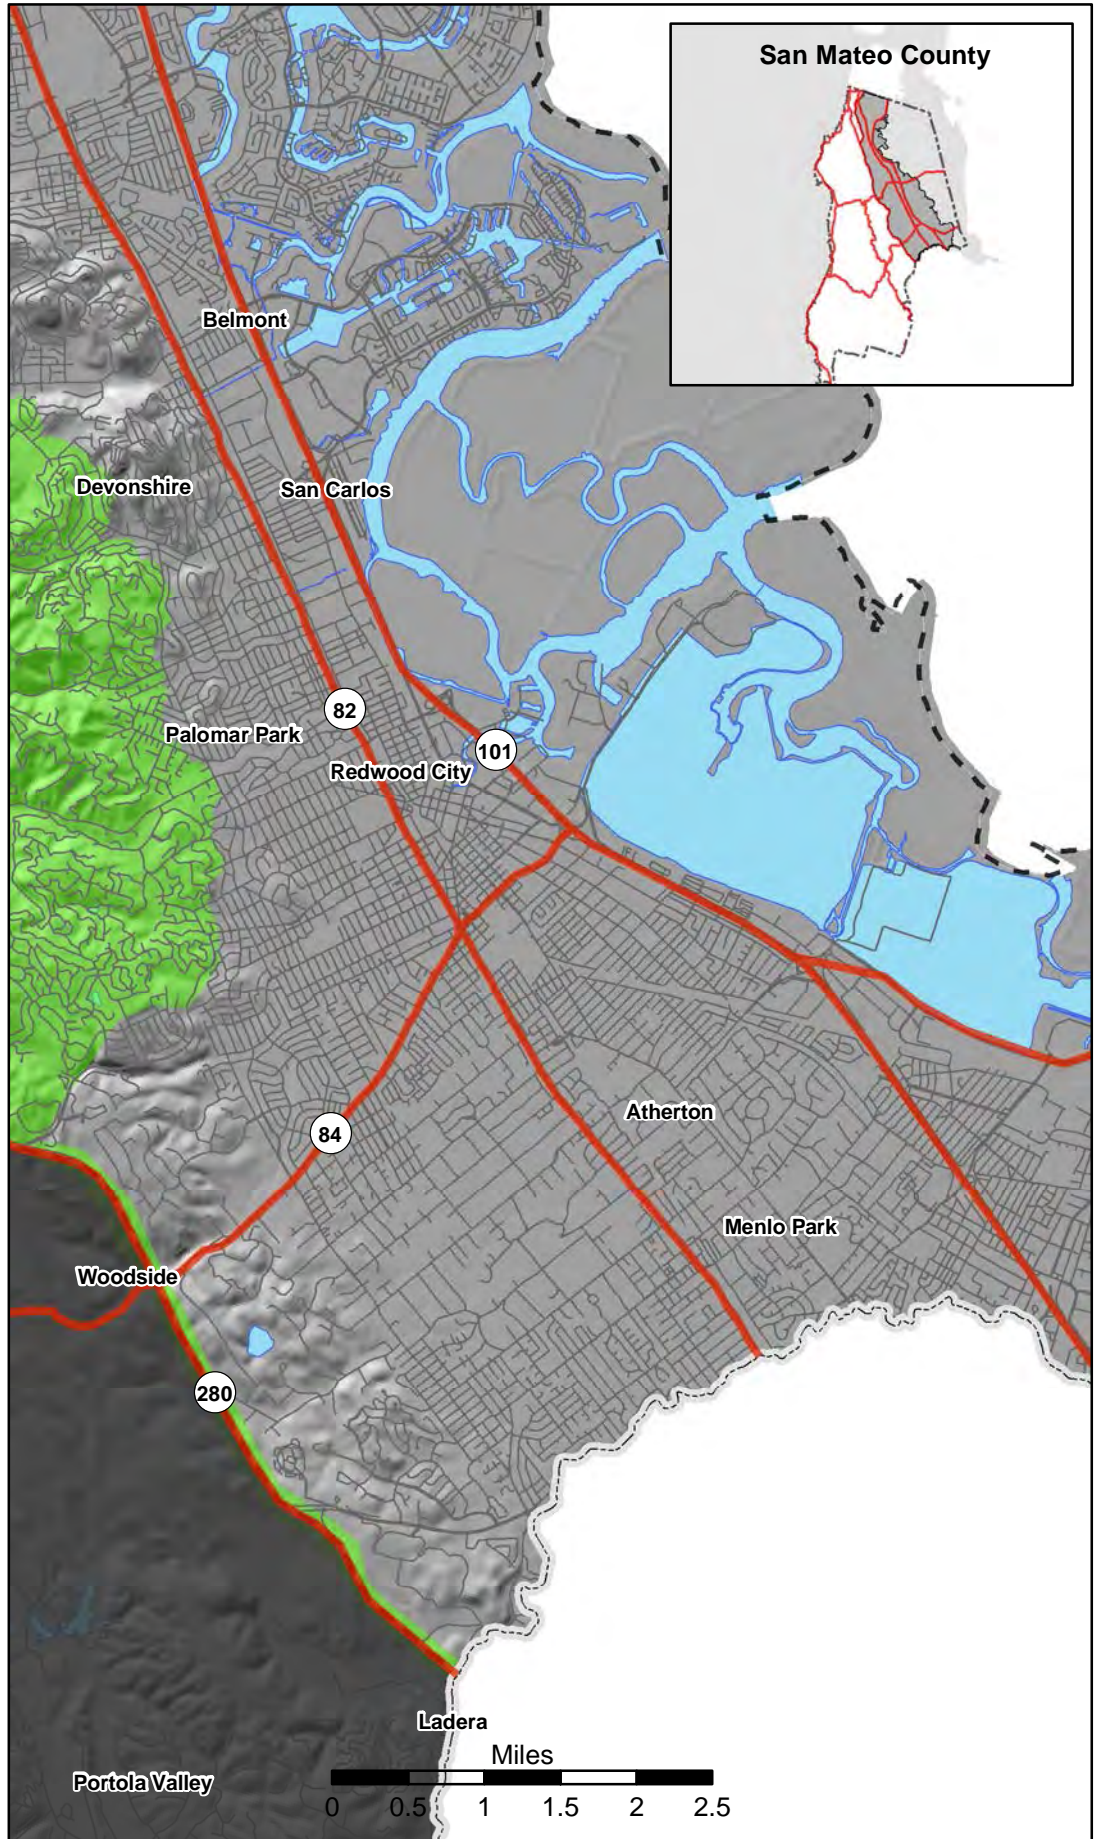 San Mateo County
Belmont
Devonshire
San Carlos
82
Palomar Park
101
Redwood City
Atherton
84
Menlo Park
Woodside
280
Ladera
Miles
Portola Valley
0 0.5 1 1.5 2 2.5